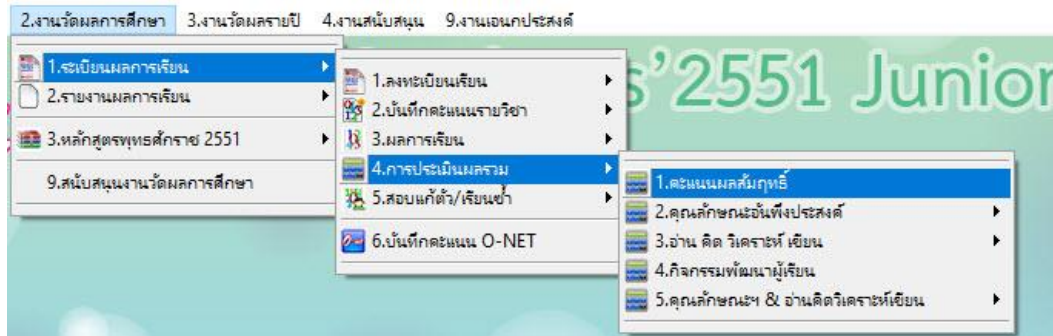 2.งานวัดผลการศึกษา 3.งานวัดผลรายปี 4.งานสนับสนุน 9.งานเอนกประสงค์
1.ระเบียนผลการเรียน
2.รายงานผลการเรียน
3.หลักสูตรพุทธศักราช 2551
9.สนับสนุนงานวัดผลการศึกษา
1.ลงทะเบียนเรียน
2.บันทึกคะแนนรายวิชา
3.ผลการเรียน
4.การประเมินผลรวม
5.สอบแก้ตัว/เรียนซ้ำ
6.บันทึกคะแนน O-NET
1.คะแนนผลสัมฤทธิ์
2.คุณลักษณะอันพึงประสงค์
3.อ่าน คิด วิเคราะห์ เขียน
4.กิจกรรมพัฒนาผู้เรียน
5.คุณลักษณะฯ & อ่านคิดวิเคราะห์เขียน
s’2551 Junior